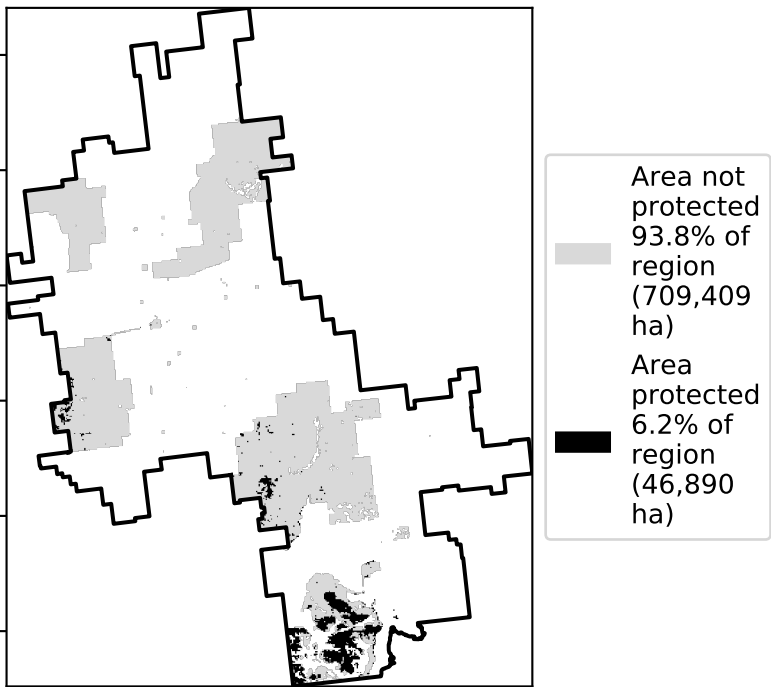 Area not
protected
93.8% of
region
(709,409
ha)
Area
protected
6.2% of
region
(46,890
ha)